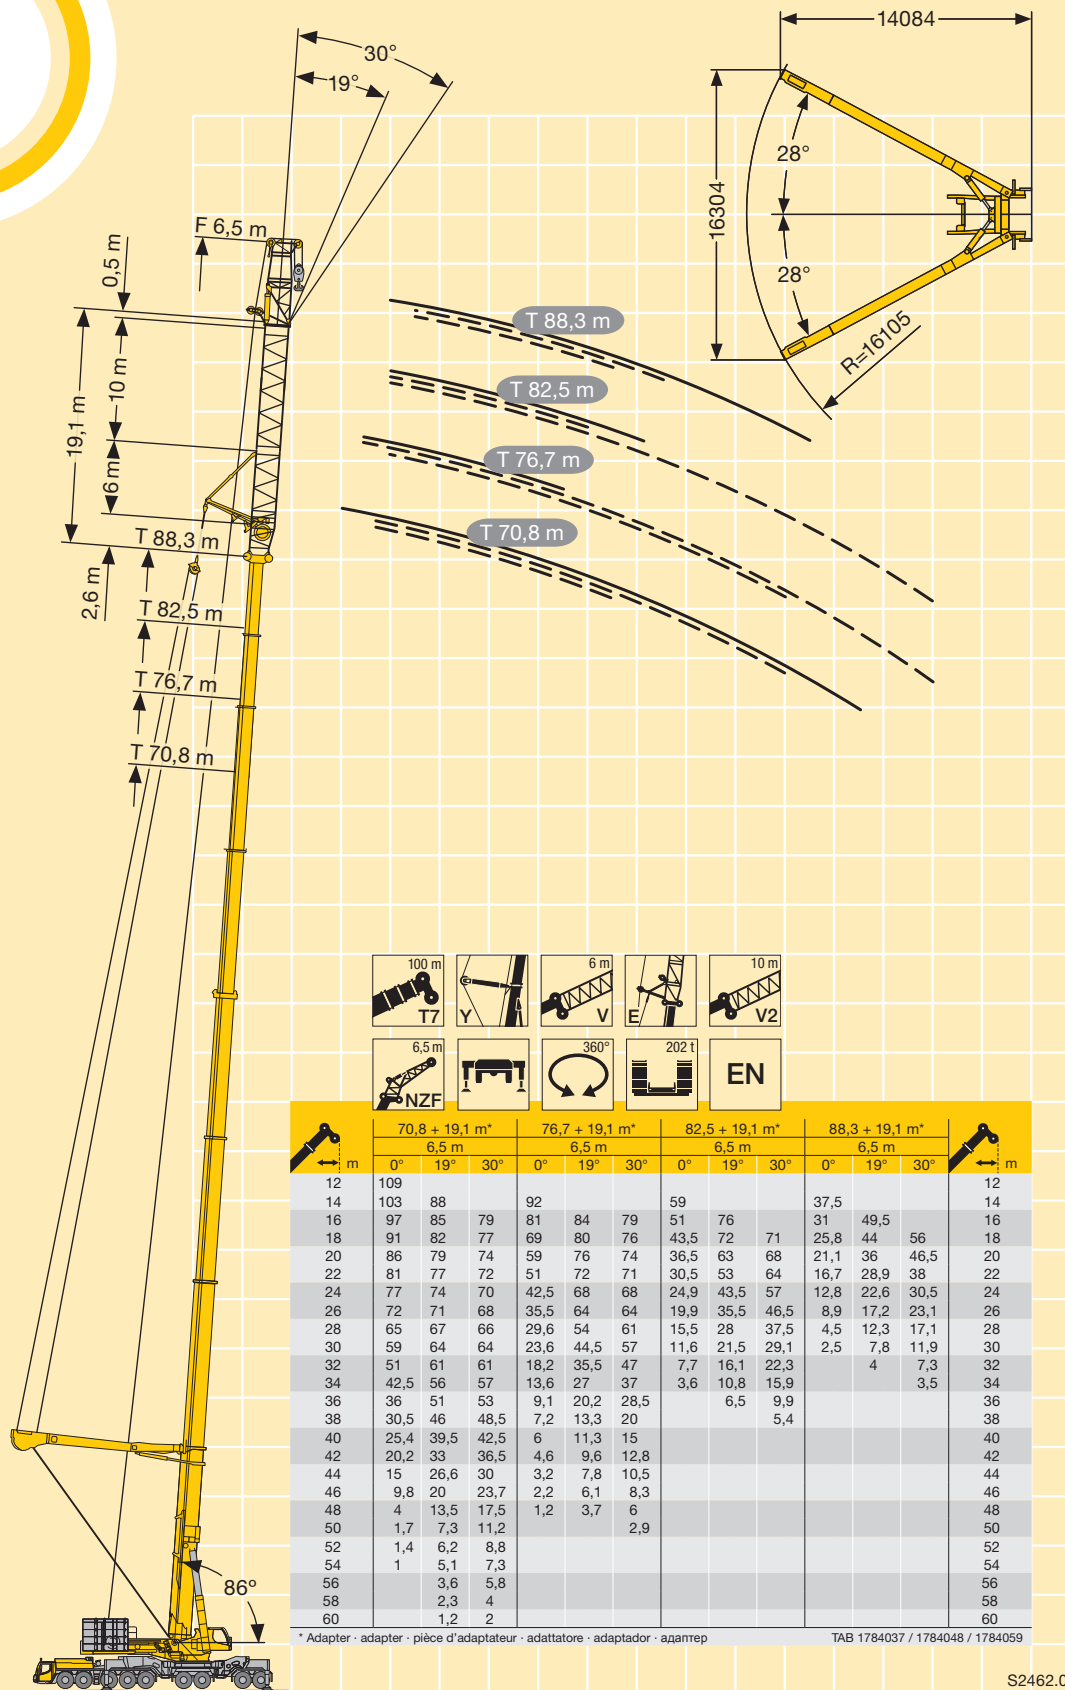 14084
30°
19°
28°
16304
28°
R=16105
F 6,5 m
0,5 m
10 m
19,1 m
6 m
T 88,3 m
2,6 m
T 82,5 m
T 76,7 m
T 70,8 m
T 88,3 m
T 82,5 m
T 76,7 m
T 70,8 m
86°
100 m T7
Y
6 m V
E
10 m V2
6,5 m NZF
360°
202 t
EN
70,8 + 19,1 m* 76,7 + 19,1 m* 82,5 + 19,1 m* 88,3 + 19,1 m*
m 6,5 m 6,5 m 6,5 m 6,5 m m
0° 19° 30° 0° 19° 30° 0° 19° 30° 0° 19° 30°
12 109 12
14 103 88 92 59 37,5 14
16 97 85 79 81 84 79 51 76 31 49,5 16
18 91 82 77 69 80 76 43,5 72 71 25,8 44 56 18
20 86 79 74 59 76 74 36,5 63 68 21,1 36 46,5 20
22 81 77 72 51 72 71 30,5 53 64 16,7 28,9 38 22
24 77 74 70 42,5 68 68 24,9 43,5 57 12,8 22,6 30,5 24
26 72 71 68 35,5 64 64 19,9 35,5 46,5 8,9 17,2 23,1 26
28 65 67 66 29,6 54 61 15,5 28 37,5 4,5 12,3 17,1 28
30 59 64 64 23,6 44,5 57 11,6 21,5 29,1 2,5 7,8 11,9 30
32 51 61 61 18,2 35,5 47 7,7 16,1 22,3 4 7,3 32
34 42,5 56 57 13,6 27 37 3,6 10,8 15,9 3,5 34
36 36 51 53 9,1 20,2 28,5 6,5 9,9 36
38 30,5 46 48,5 7,2 13,3 20 5,4 38
40 25,4 39,5 42,5 6 11,3 15 40
42 20,2 33 36,5 4,6 9,6 12,8 42
44 15 26,6 30 3,2 7,8 10,5 44
46 9,8 20 23,7 2,2 6,1 8,3 46
48 4 13,5 17,5 1,2 3,7 6 48
50 1,7 7,3 11,2 2,9 50
52 1,4 6,2 8,8 52
54 1 5,1 7,3 54
56 3,6 5,8 56
58 2,3 4 58
60 1,2 2 60
* Adapter · adapter · pièce d'adaptateur · adattatore · adaptador · адаптер TAB 1784037 / 1784048 / 1784059